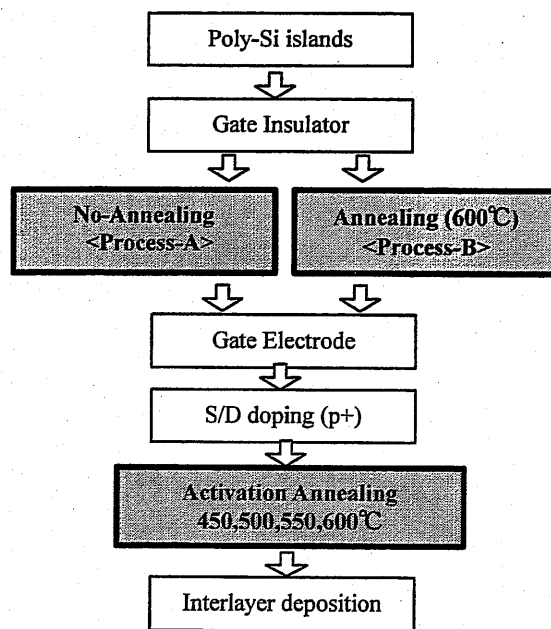 Poly-Si islands
Gate Insulator
No-Annealing
<Process-A>
Annealing (600℃)
<Process-B>
Gate Electrode
S/D doping (p+)
Activation Annealing
450,500,550,600℃
Interlayer deposition